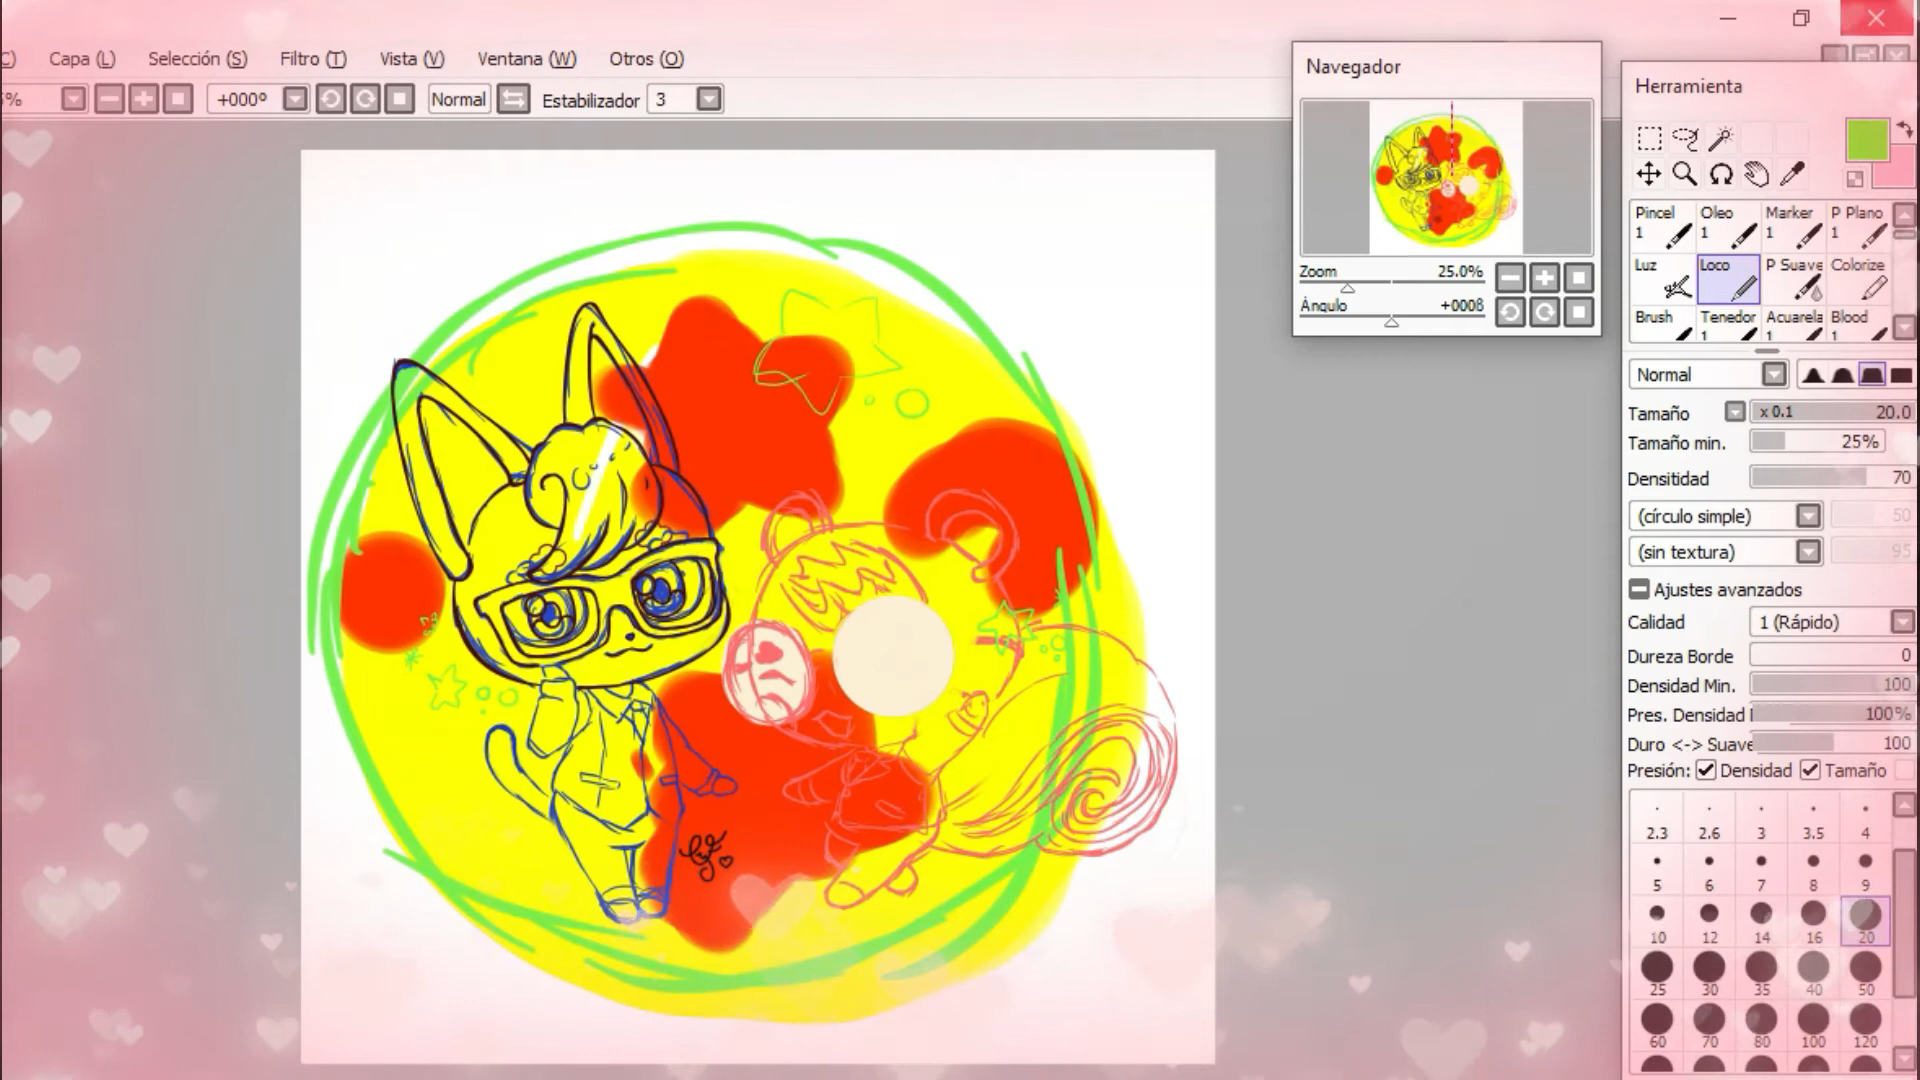 C) Capa (L) Selección (S) Filtro (T) Vista (V) Ventana (W) Otros (O)
% +000º Normal Estabilizador 3
Navegador
Zoom 25.0%
Ángulo +000ß
Herramienta
Pincel Oleo Marker P Plano
1 1 1 1
Luz Loco P Suave Colorize
Brush Tenedor Acuarela Blood
1 1 1
Normal
Tamaño x 0.1 20.0
Tamaño min. 25%
Densitidad 70
(círculo simple) 50
(sin textura) 95
Ajustes avanzados
Calidad 1 (Rápido)
Dureza Borde 0
Densidad Min. 100
Pres. Densidad 100%
Duro <-> Suave 100
Presión: Densidad Tamaño
2.3 2.6 3 3.5 4
5 6 7 8 9
10 12 14 16 20
25 30 35 40 50
60 70 80 100 120